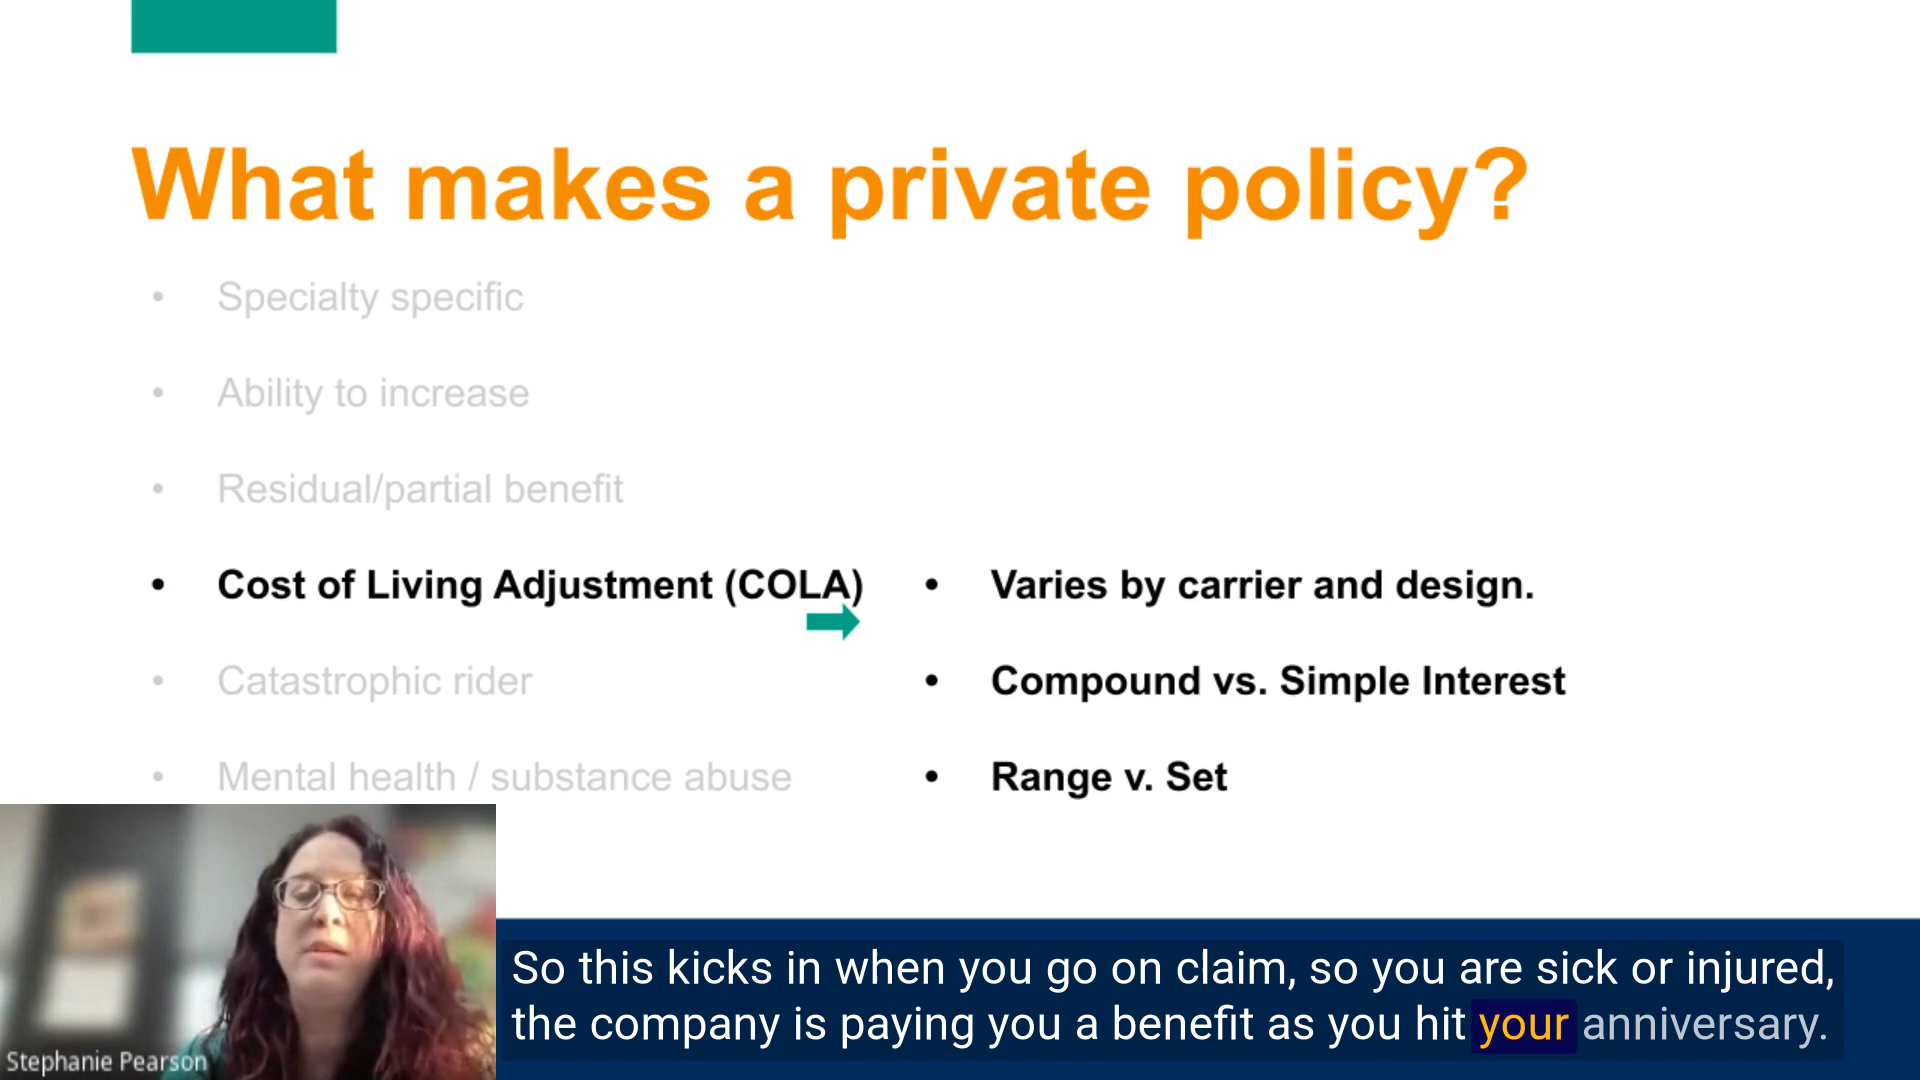 What makes a private policy?
• Specialty specific
• Ability to increase
• Residual/partial benefit
• Cost of Living Adjustment (COLA)
• Catastrophic rider
• Mental health / substance abuse
• Varies by carrier and design.
• Compound vs. Simple Interest
• Range v. Set
Stephanie Pearson
So this kicks in when you go on claim, so you are sick or injured,
the company is paying you a benefit as you hit your anniversary.